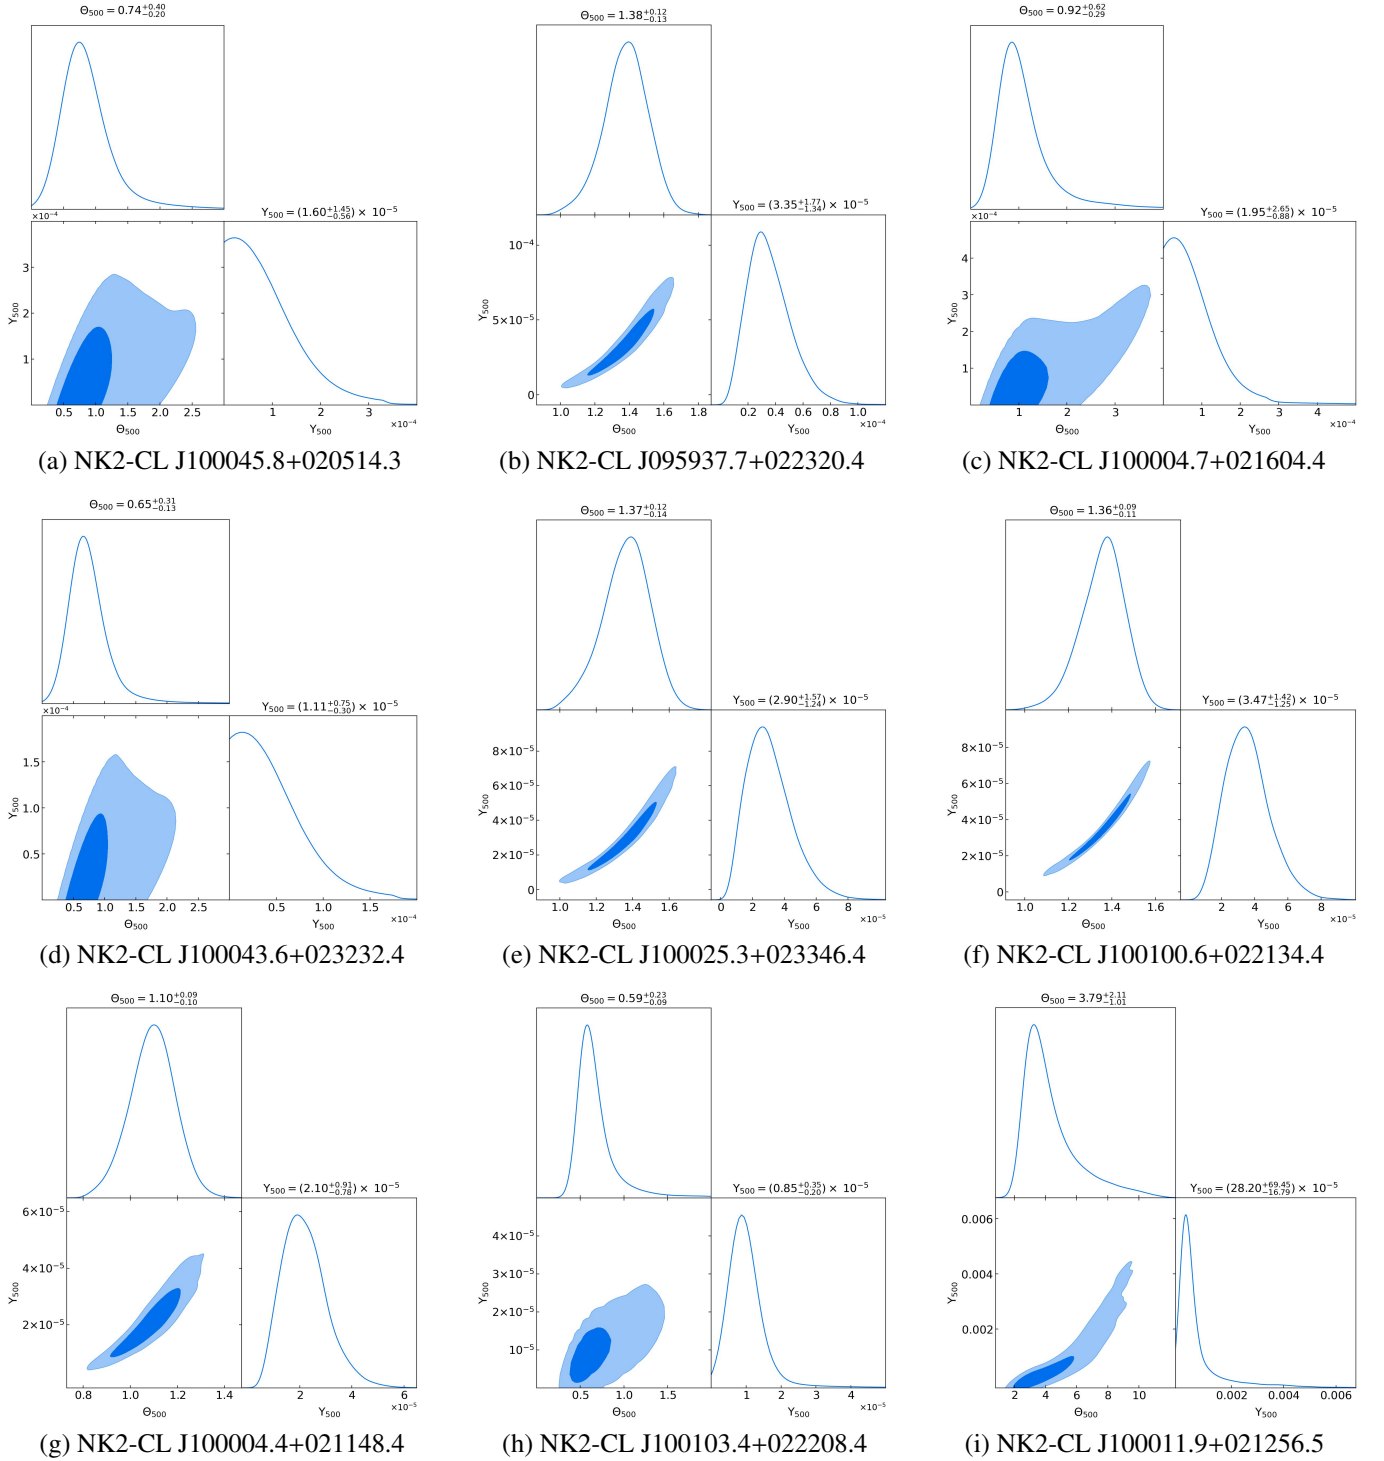 Θ500 = 0.74 +0.40 −0.20
×10−4
Y500 = (1.60 +1.45 −0.56) × 10−5
3
2
1
Y500
0.5 1.0 1.5 2.0 2.5
Θ500
1 2 3
×10−4
Y500
(a) NK2-CL J100045.8+020514.3
Θ500 = 1.38 +0.12 −0.13
Y500 = (3.35 +1.77 −1.34) × 10−5
10−4
5×10−5
0
Y500
1.0 1.2 1.4 1.6 1.8
Θ500
0.2 0.4 0.6 0.8 1.0
×10−4
Y500
(b) NK2-CL J095937.7+022320.4
Θ500 = 0.92 +0.62 −0.29
×10−4
Y500 = (1.95 +2.65 −0.88) × 10−5
4
3
2
1
Y500
1 2 3
Θ500
1 2 3 4
×10−4
Y500
(c) NK2-CL J100004.7+021604.4
Θ500 = 0.65 +0.31 −0.13
×10−4
Y500 = (1.11 +0.75 −0.30) × 10−5
1.5
1.0
0.5
Y500
0.5 1.0 1.5 2.0 2.5
Θ500
0.5 1.0 1.5
×10−4
Y500
(d) NK2-CL J100043.6+023232.4
Θ500 = 1.37 +0.12 −0.14
Y500 = (2.90 +1.57 −1.24) × 10−5
8×10−5
6×10−5
4×10−5
2×10−5
0
Y500
1.0 1.2 1.4 1.6
Θ500
0 2 4 6 8
×10−5
Y500
(e) NK2-CL J100025.3+023346.4
Θ500 = 1.36 +0.09 −0.11
Y500 = (3.47 +1.42 −1.25) × 10−5
8×10−5
6×10−5
4×10−5
2×10−5
0
Y500
1.0 1.2 1.4 1.6
Θ500
2 4 6 8
×10−5
Y500
(f) NK2-CL J100100.6+022134.4
Θ500 = 1.10 +0.09 −0.10
Y500 = (2.10 +0.91 −0.78) × 10−5
6×10−5
4×10−5
2×10−5
Y500
0.8 1.0 1.2 1.4
Θ500
2 4 6
×10−5
Y500
(g) NK2-CL J100004.4+021148.4
Θ500 = 0.59 +0.23 −0.09
Y500 = (0.85 +0.35 −0.20) × 10−5
4×10−5
3×10−5
2×10−5
10−5
Y500
0.5 1.0 1.5
Θ500
1 2 3 4
×10−5
Y500
(h) NK2-CL J100103.4+022208.4
Θ500 = 3.79 +2.11 −1.01
Y500 = (28.20 +69.45 −16.79) × 10−5
0.006
0.004
0.002
Y500
2 4 6 8 10
Θ500
0.002 0.004 0.006
Y500
(i) NK2-CL J100011.9+021256.5